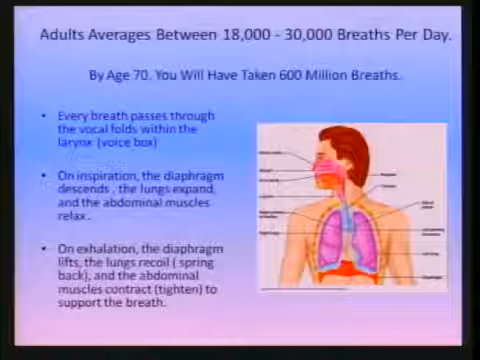 Adults Averages Between 18,000 - 30,000 Breaths Per Day.
By Age 70. You Will Have Taken 600 Million Breaths.
• Every breath passes through
the vocal folds within the
larynx (voice box)
• On inspiration, the diaphragm
descends , the lungs expand,
and the abdominal muscles
relax.
• On exhalation, the diaphragm
lifts, the lungs recoil ( spring
back), and the abdominal
muscles contract (tighten) to
support the breath.